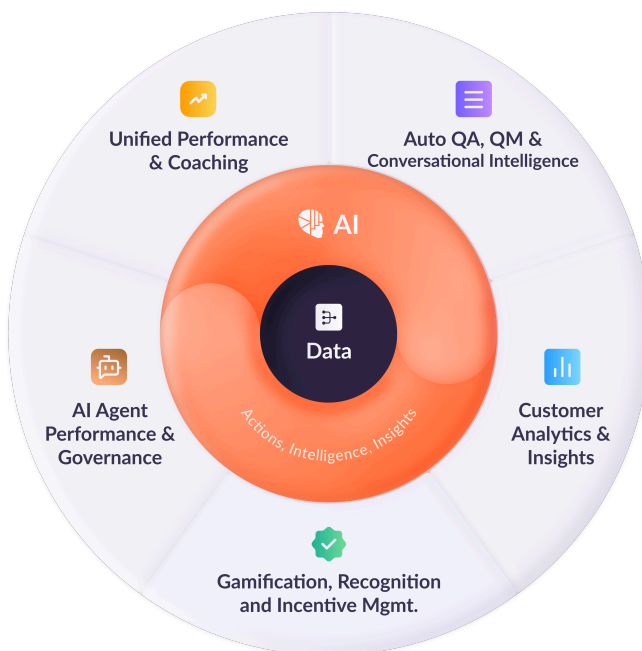 Unified Performance
& Coaching
Auto QA, QM &
Conversational Intelligence
AI
Data
Actions, Intelligence, Insights
AI Agent
Performance &
Governance
Customer
Analytics &
Insights
Gamification, Recognition
and Incentive Mgmt.